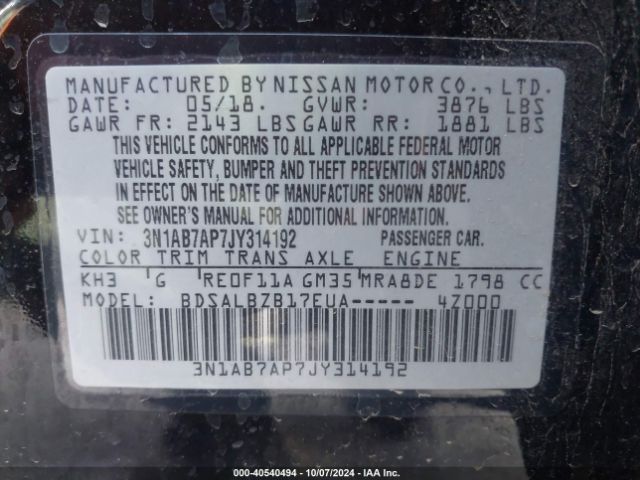 MANUFACTURED BY NISSAN MOTOR CO., LTD.
DATE: 05/18. GVWR: 3876 LBS
GAWR FR: 2143 LBS GAWR RR: 1881 LBS
THIS VEHICLE CONFORMS TO ALL APPLICABLE FEDERAL MOTOR
VEHICLE SAFETY, BUMPER AND THEFT PREVENTION STANDARDS
IN EFFECT ON THE DATE OF MANUFACTURE SHOWN ABOVE.
SEE OWNER'S MANUAL FOR ADDITIONAL INFORMATION.
VIN: 3N1AB7AP7JY314192 PASSENGER CAR.
COLOR TRIM TRANS AXLE ENGINE
KH3 G RE0F11A GM35 MRA8DE 1798 CC
MODEL: BDSALBZB17EUA----- 4Z000
3N1AB7AP7JY314192
000-40540494 - 10/07/2024 - IAA Inc.